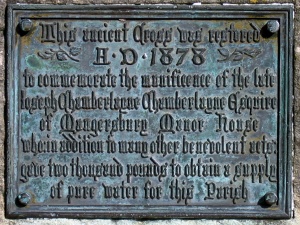 This ancient Cross was restored
A·D·1878
to commemorate the munificence of the late
Joseph Chamberlayne Chamberlayne Esquire
of Maugersbury Manor House
who in addition to many other benevolent acts
gave two thousand pounds to obtain a supply
of pure water for this Parish